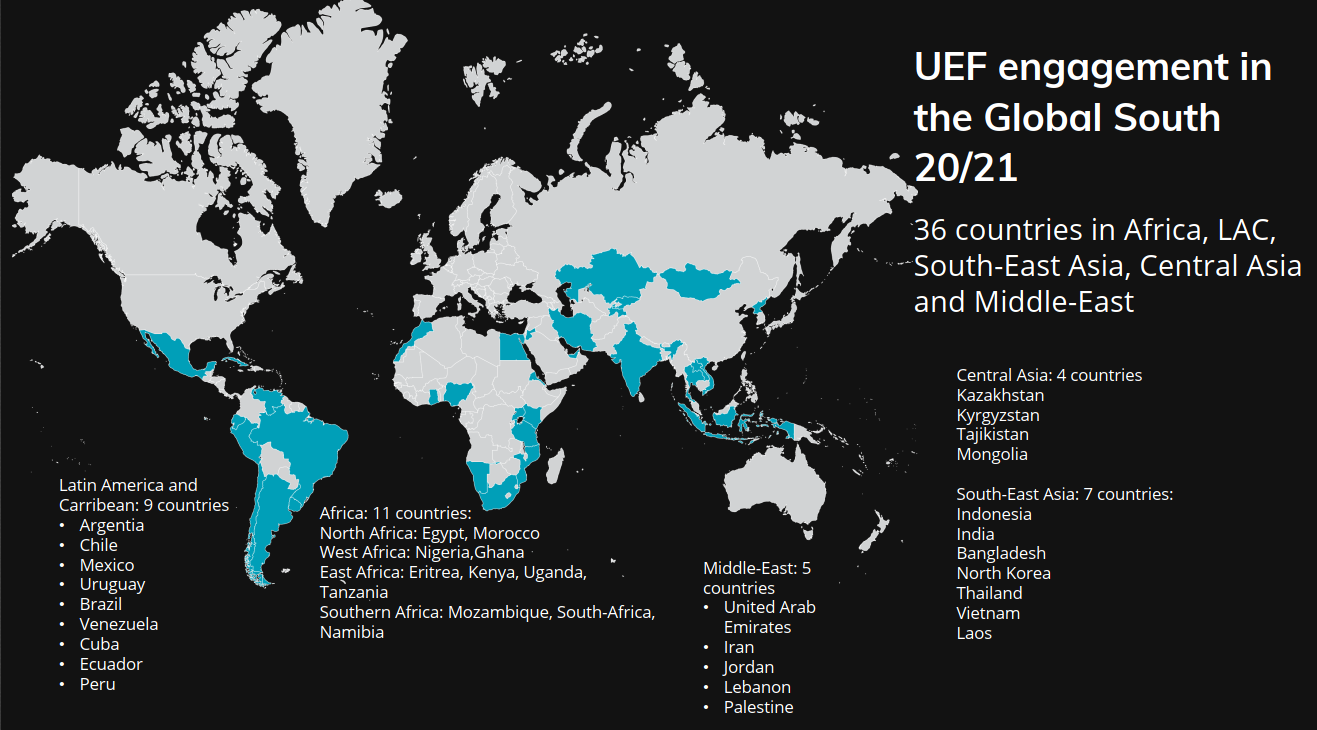 UEF engagement in
the Global South
20/21
36 countries in Africa, LAC,
South-East Asia, Central Asia
and Middle-East
Central Asia: 4 countries
Kazakhstan
Kyrgyzstan
Tajikistan
Mongolia
South-East Asia: 7 countries:
Indonesia
India
Bangladesh
North Korea
Thailand
Vietnam
Laos
Latin America and
Carribean: 9 countries
• Argentia
• Chile
• Mexico
• Uruguay
• Brazil
• Venezuela
• Cuba
• Ecuador
• Peru
Africa: 11 countries:
North Africa: Egypt, Morocco
West Africa: Nigeria,Ghana
East Africa: Eritrea, Kenya, Uganda,
Tanzania
Southern Africa: Mozambique, South-Africa,
Namibia
Middle-East: 5
countries
• United Arab
Emirates
• Iran
• Jordan
• Lebanon
• Palestine